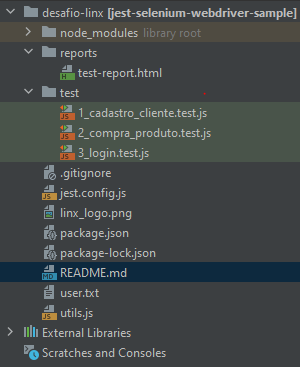 desafio-linx [jest-selenium-webdriver-sample]
node_modules library root
reports
test-report.html
test
1_cadastro_cliente.test.js
2_compra_produto.test.js
3_login.test.js
.gitignore
jest.config.js
linx_logo.png
package.json
package-lock.json
README.md
user.txt
utils.js
External Libraries
Scratches and Consoles